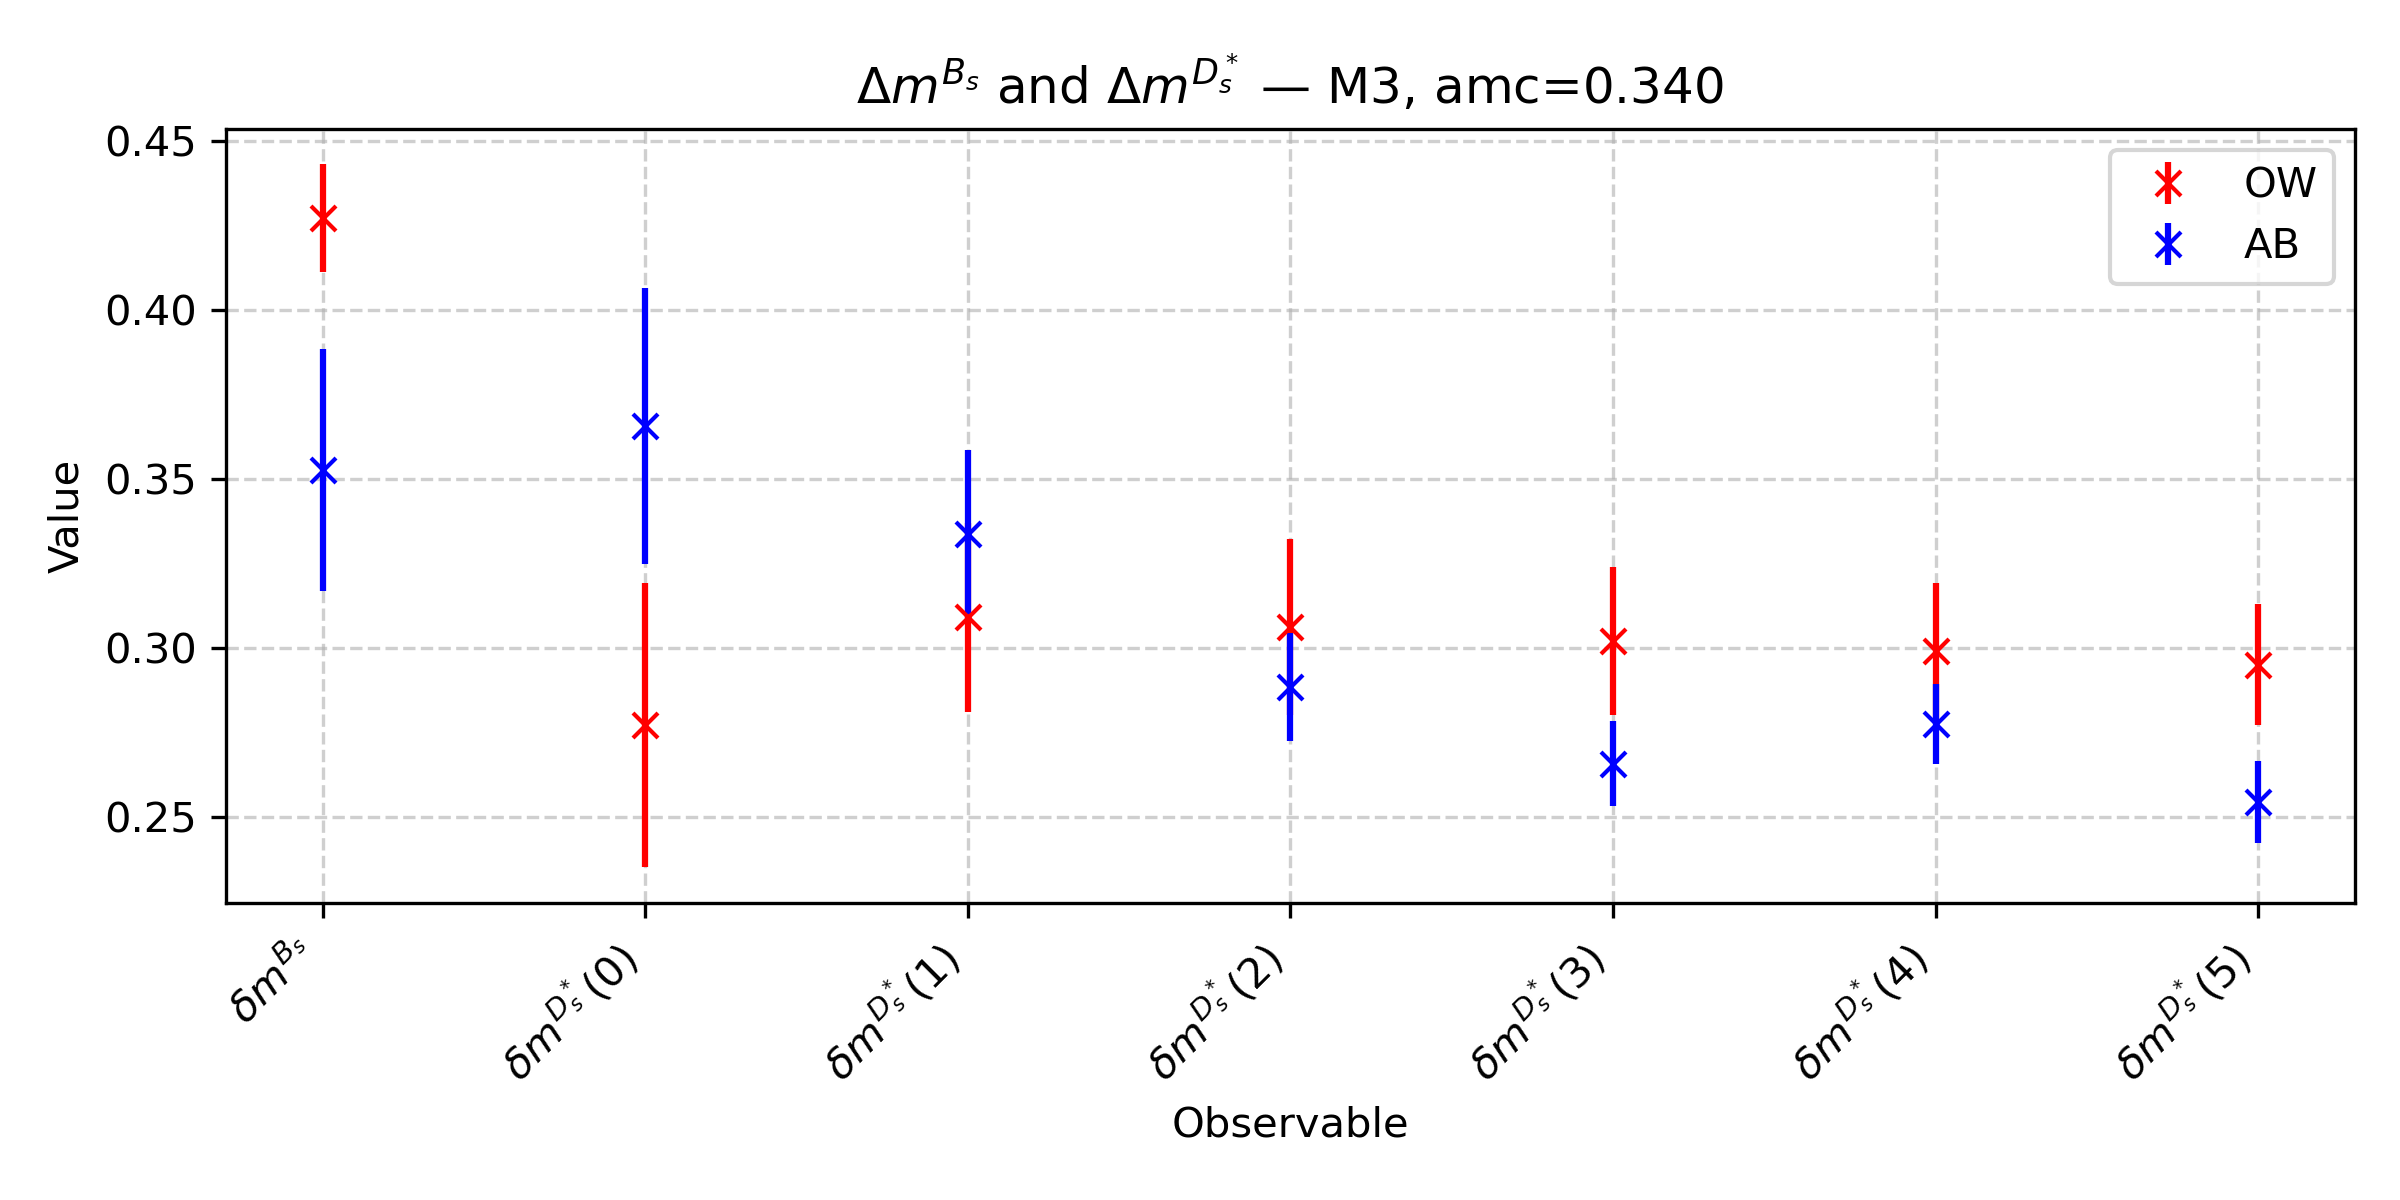 Δm^{B_s} and Δm^{D_s^*} — M3, amc=0.340
OW
AB
Value
0.45
0.40
0.35
0.30
0.25
δm^{B_s}
δm^{D_s^*}(0)
δm^{D_s^*}(1)
δm^{D_s^*}(2)
δm^{D_s^*}(3)
δm^{D_s^*}(4)
δm^{D_s^*}(5)
Observable